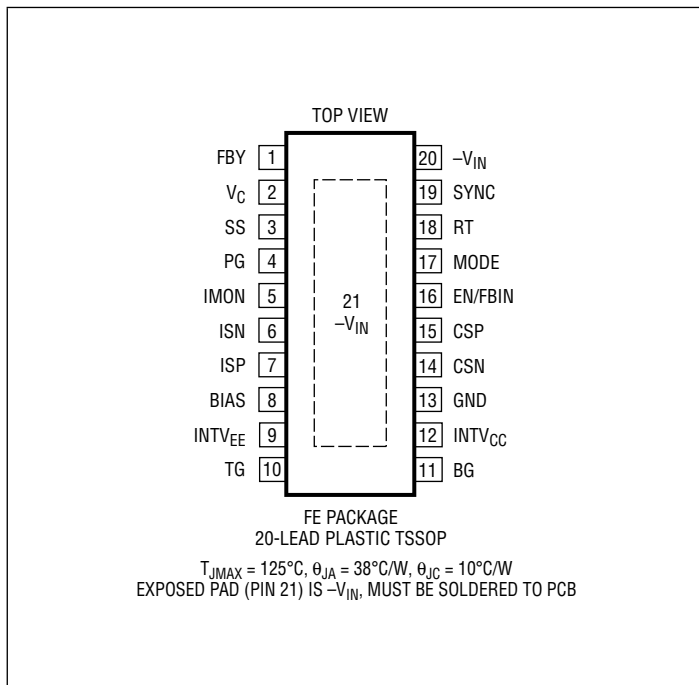 TOP VIEW
FBY 1 20 –VIN
VC 2 19 SYNC
SS 3 18 RT
PG 4 17 MODE
IMON 5 16 EN/FBIN
ISN 6 15 CSP
ISP 7 14 CSN
BIAS 8 13 GND
INTVEE 9 12 INTVCC
TG 10 11 BG
21
–VIN
FE PACKAGE
20-LEAD PLASTIC TSSOP
TJMAX = 125°C, θJA = 38°C/W, θJC = 10°C/W
EXPOSED PAD (PIN 21) IS –VIN, MUST BE SOLDERED TO PCB